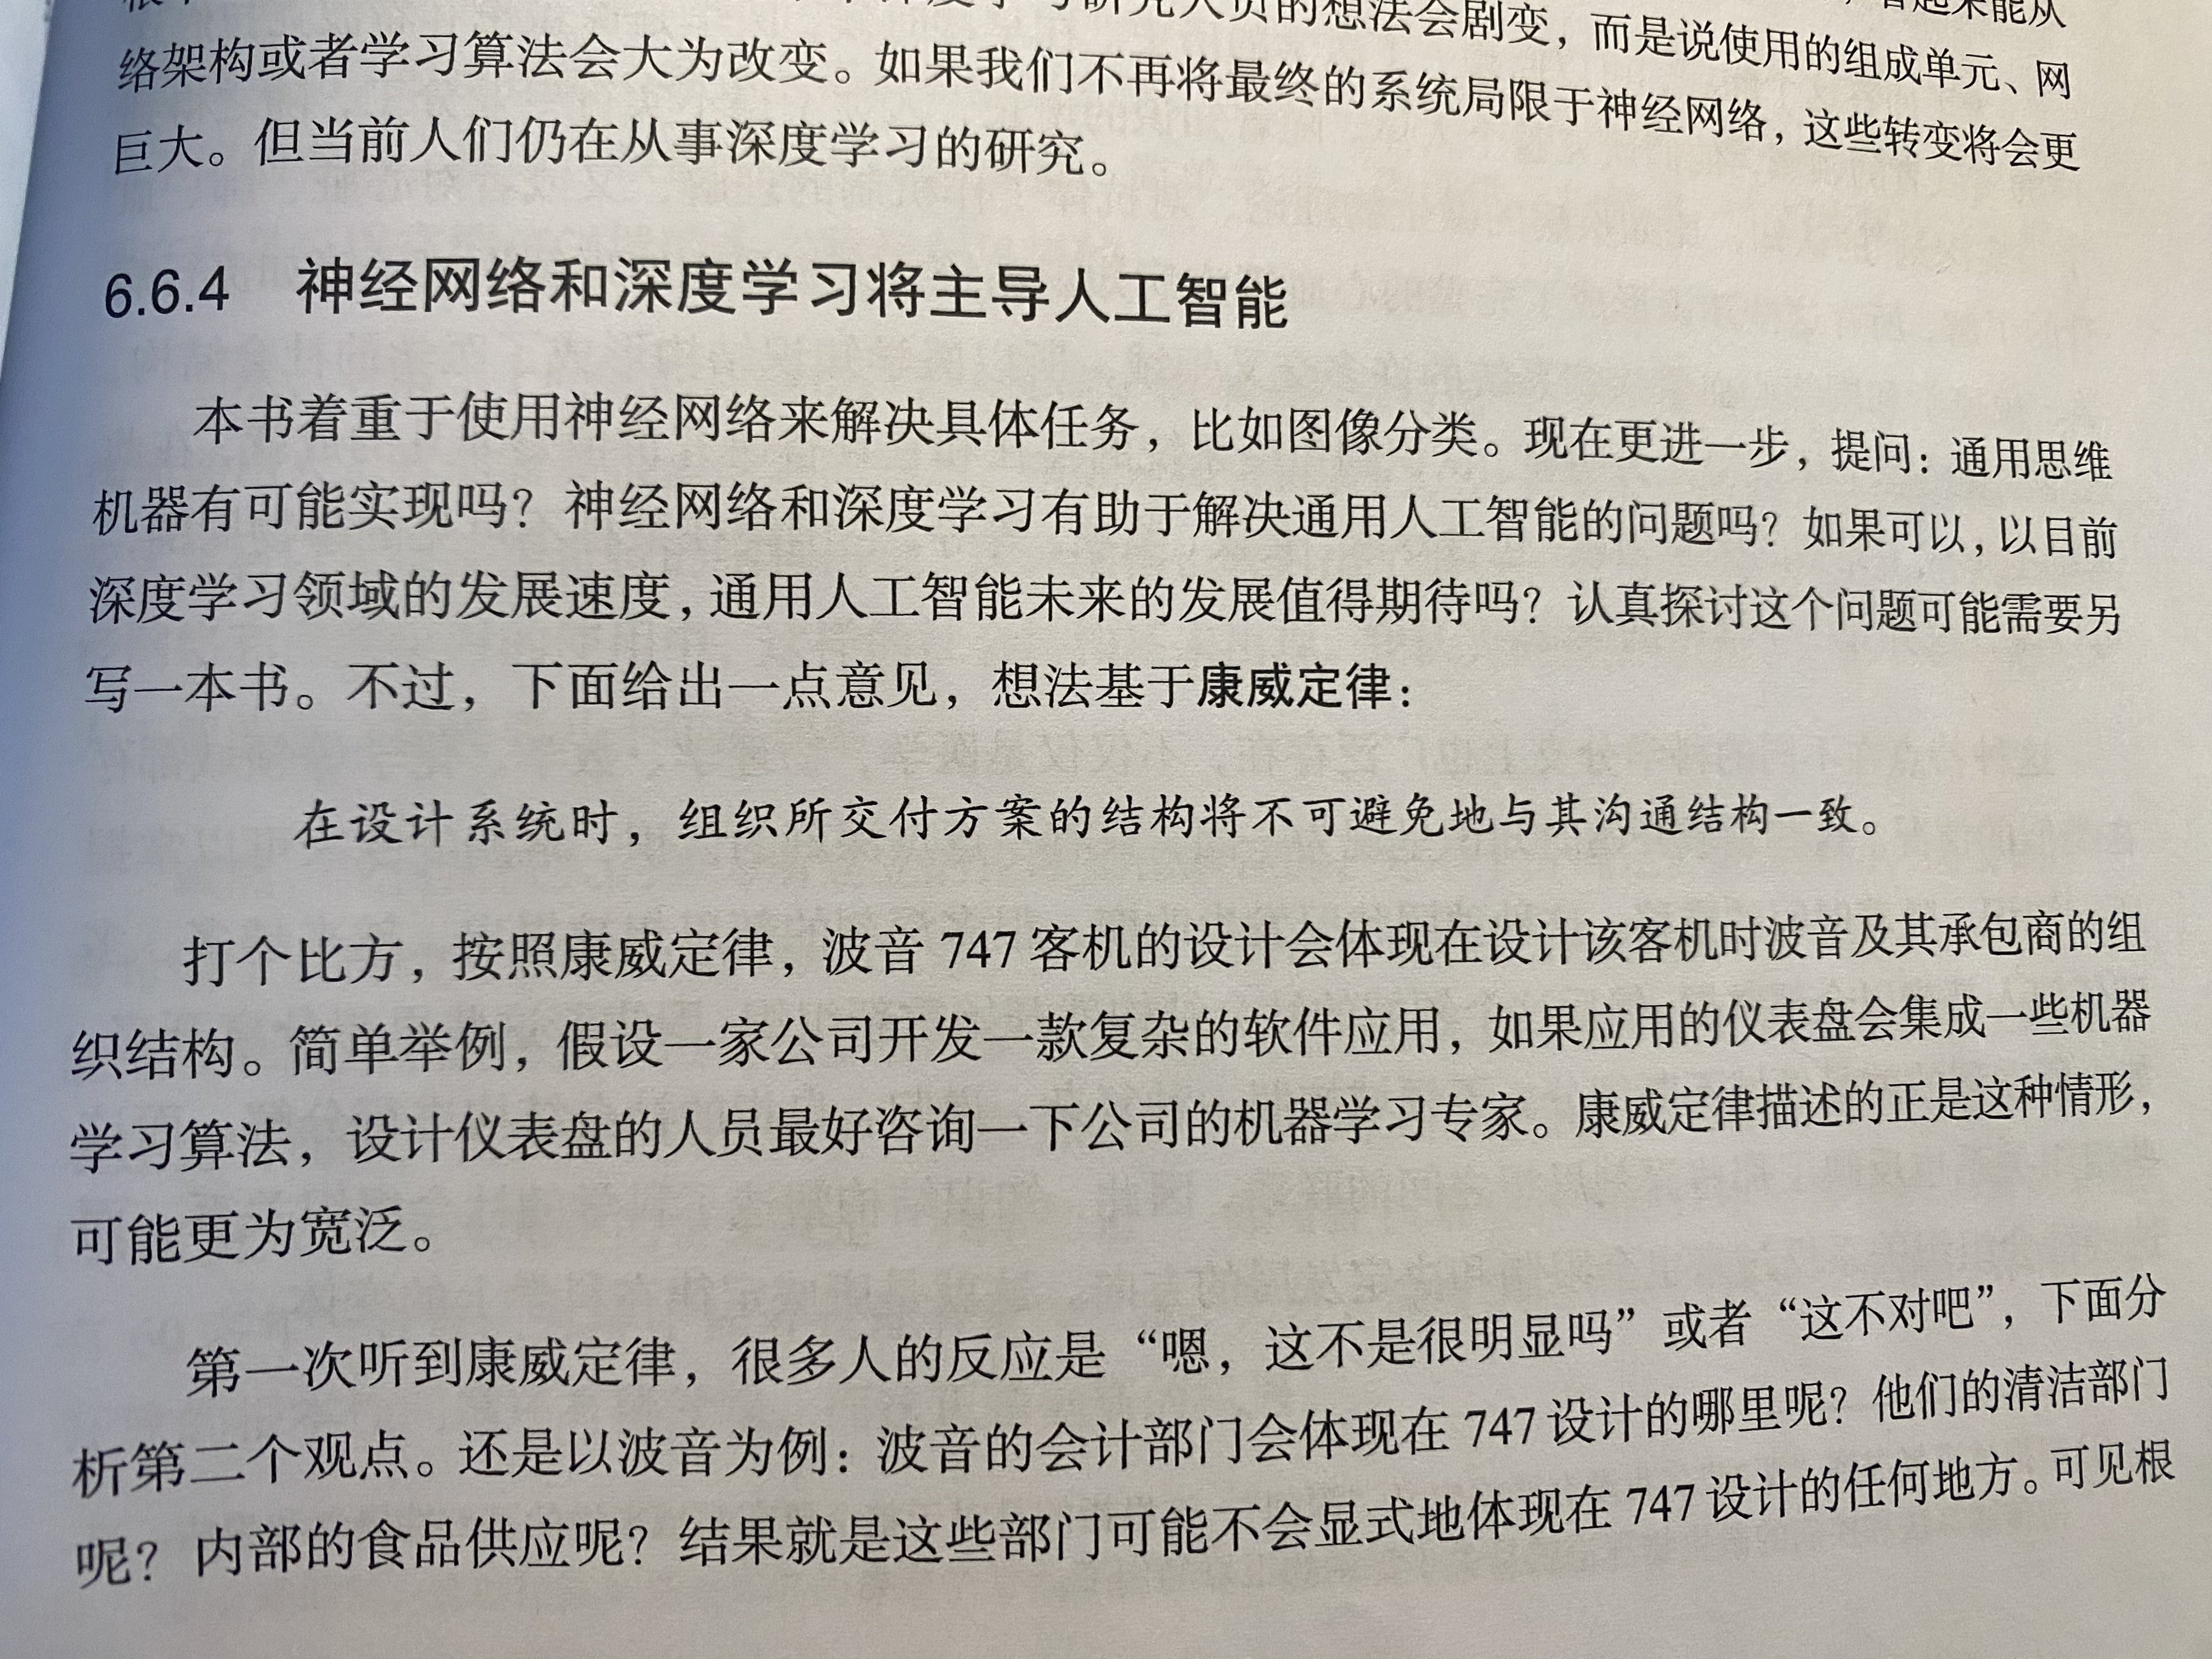 研究人员的想法会剧变，而是说使用的组成单元、网
络架构或者学习算法会大为改变。如果我们不再将最终的系统局限于神经网络，这些转变将会更
巨大。但当前人们仍在从事深度学习的研究。
6.6.4 神经网络和深度学习将主导人工智能
本书着重于使用神经网络来解决具体任务，比如图像分类。现在更进一步，提问：通用思维
机器有可能实现吗？神经网络和深度学习有助于解决通用人工智能的问题吗？如果可以，以目前
深度学习领域的发展速度，通用人工智能未来的发展值得期待吗？认真探讨这个问题可能需要另
写一本书。不过，下面给出一点意见，想法基于康威定律：
在设计系统时，组织所交付方案的结构将不可避免地与其沟通结构一致。
打个比方，按照康威定律，波音 747 客机的设计会体现在设计该客机时波音及其承包商的组
织结构。简单举例，假设一家公司开发一款复杂的软件应用，如果应用的仪表盘会集成一些机器
学习算法，设计仪表盘的人员最好咨询一下公司的机器学习专家。康威定律描述的正是这种情形，
可能更为宽泛。
第一次听到康威定律，很多人的反应是“嗯，这不是很明显吗”或者“这不对吧”，下面分
析第二个观点。还是以波音为例：波音的会计部门会体现在 747 设计的哪里呢？他们的清洁部门
呢？内部的食品供应呢？结果就是这些部门可能不会显式地体现在 747 设计的任何地方。可见根